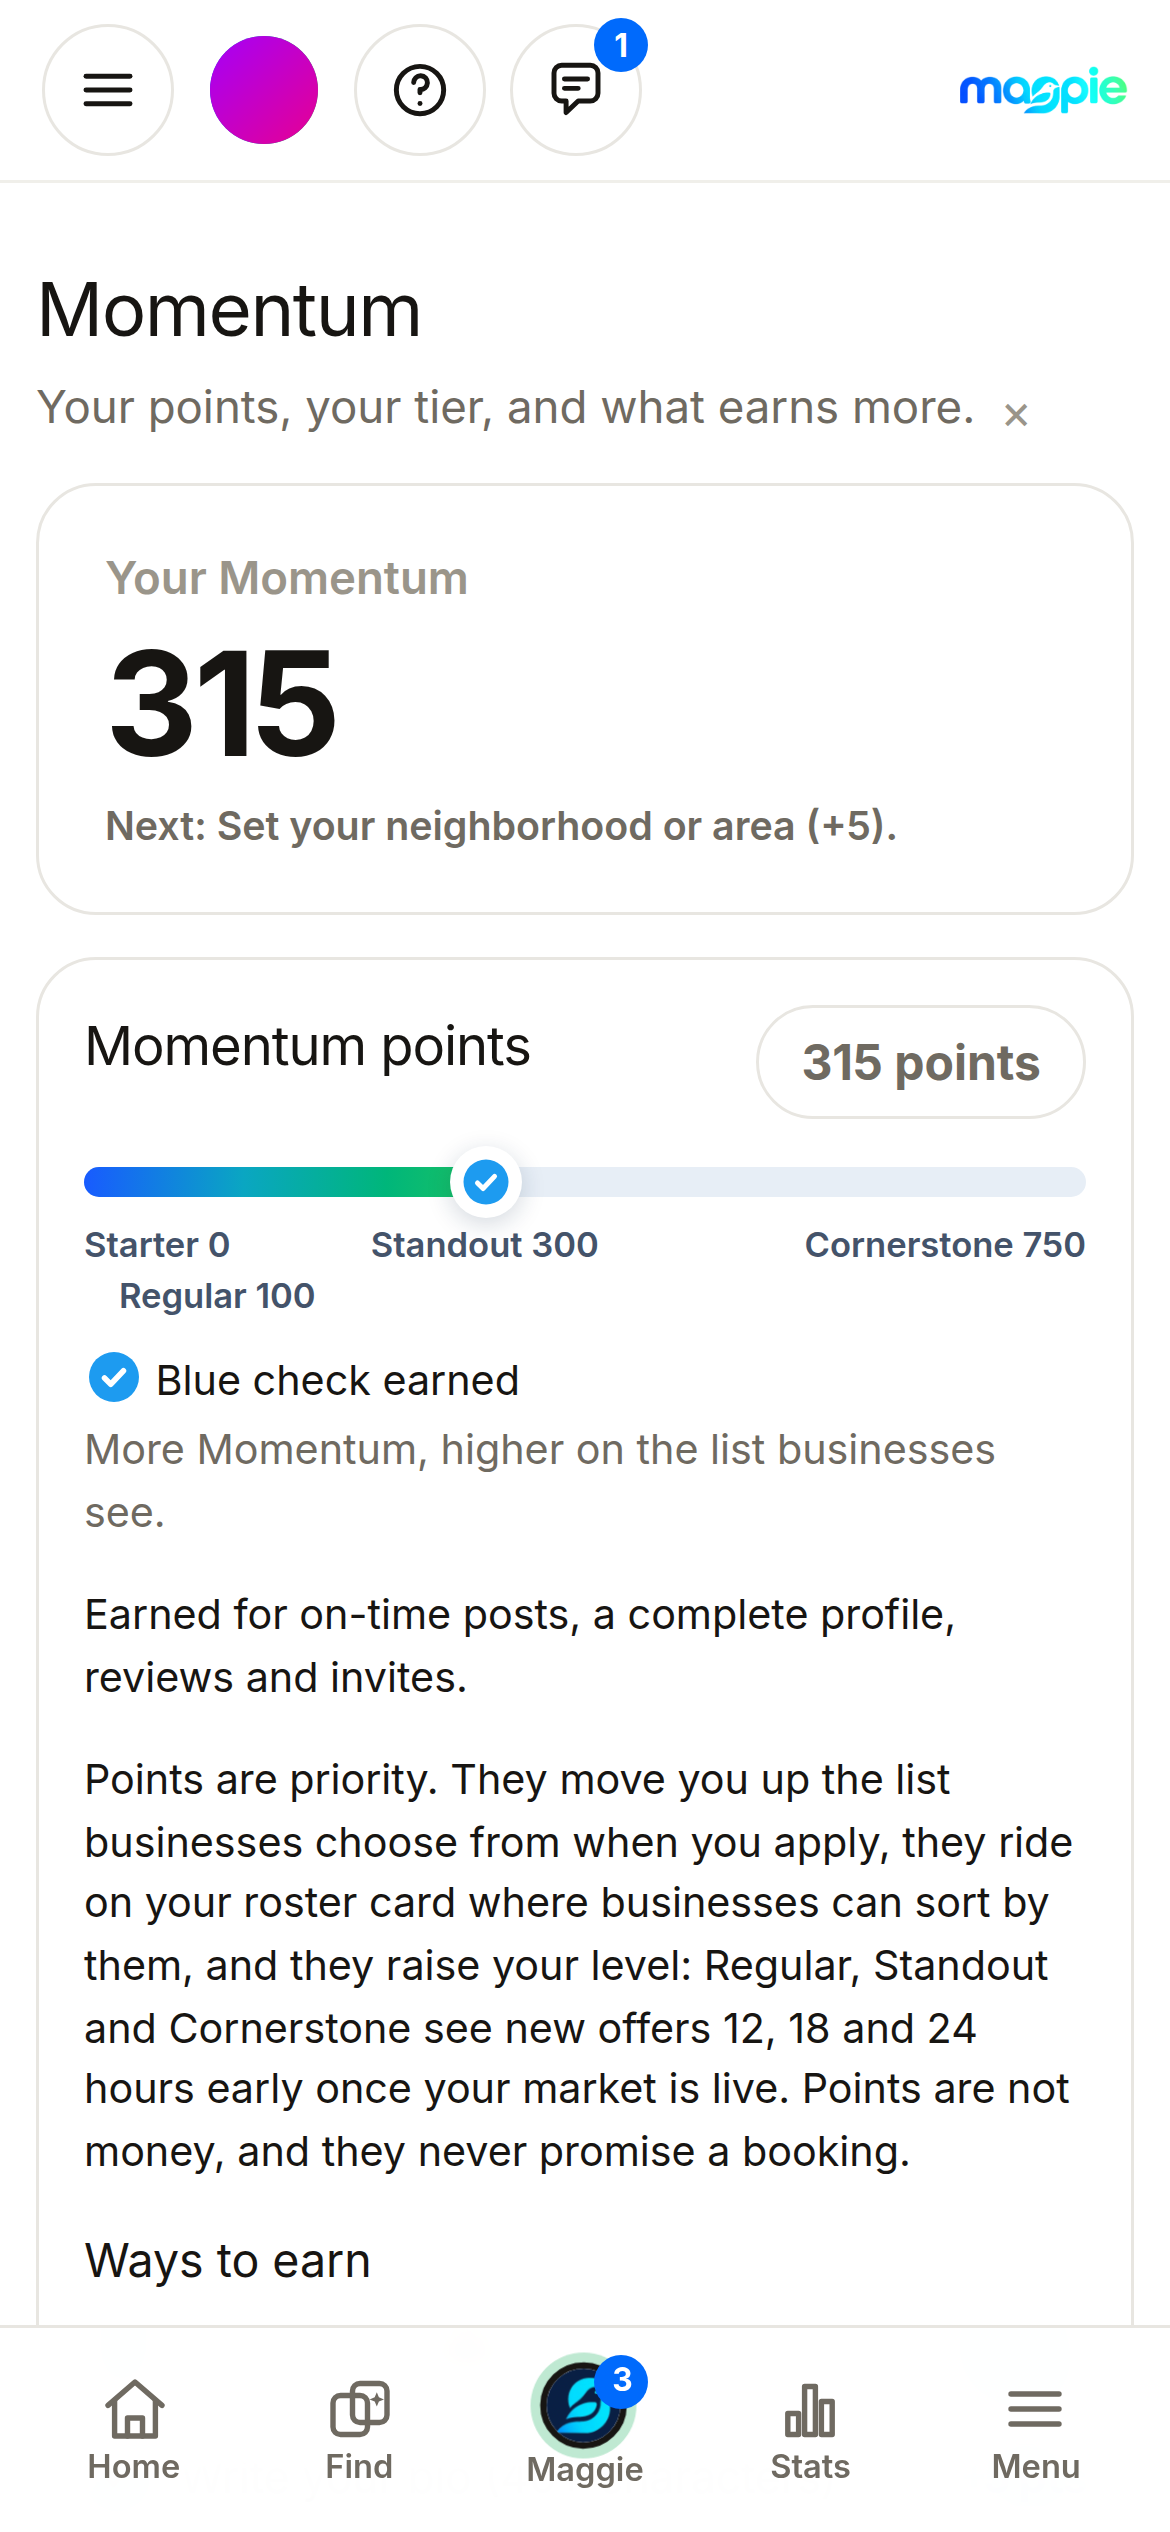 1
magpie
Momentum
Your points, your tier, and what earns more. ×
Your Momentum
315
Next: Set your neighborhood or area (+5).
Momentum points
315 points
Starter 0
Standout 300
Cornerstone 750
Regular 100
Blue check earned
More Momentum, higher on the list businesses
see.
Earned for on-time posts, a complete profile,
reviews and invites.
Points are priority. They move you up the list
businesses choose from when you apply, they ride
on your roster card where businesses can sort by
them, and they raise your level: Regular, Standout
and Cornerstone see new offers 12, 18 and 24
hours early once your market is live. Points are not
money, and they never promise a booking.
Ways to earn
3
Home
Find
Maggie
Stats
Menu